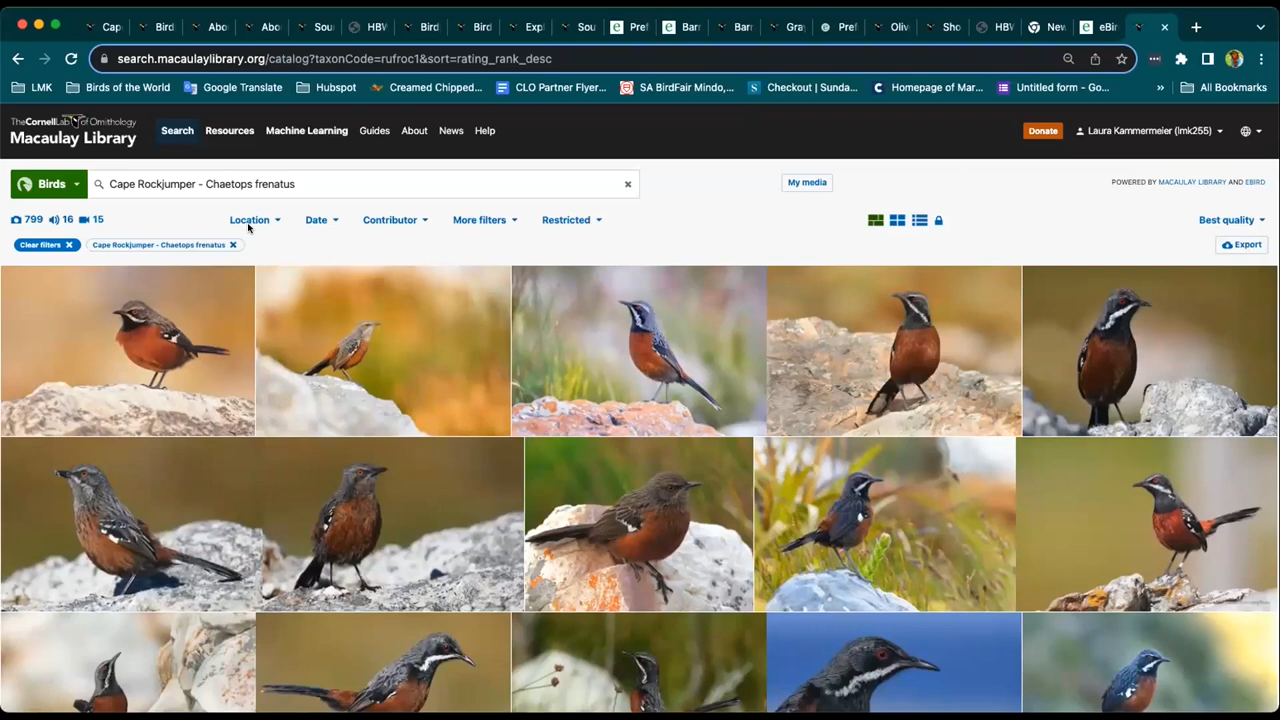 Cap
Bird
Abo
Abo
Sou
HBV
Bird
Bird
Exp
Sou
Pref
Barr
Barr
Gra
Pref
Oliv
Sho
HBV
Nev
eBir
search.macaulaylibrary.org/catalog?taxonCode=rufroc1&sort=rating_rank_desc
LMK
Birds of the World
Google Translate
Hubspot
Creamed Chipped...
CLO Partner Flyer...
SA BirdFair Mindo,...
Checkout | Sunda...
Homepage of Mar...
Untitled form - Go...
»
All Bookmarks
TheCornellLab of Ornithology
Macaulay Library
Search
Resources
Machine Learning
Guides
About
News
Help
Donate
Laura Kammermeier (lmk255)
Birds
Cape Rockjumper - Chaetops frenatus
My media
POWERED BY MACAULAY LIBRARY AND EBIRD
799
16
15
Location
Date
Contributor
More filters
Restricted
Best quality
Clear filters
Cape Rockjumper - Chaetops frenatus
Export